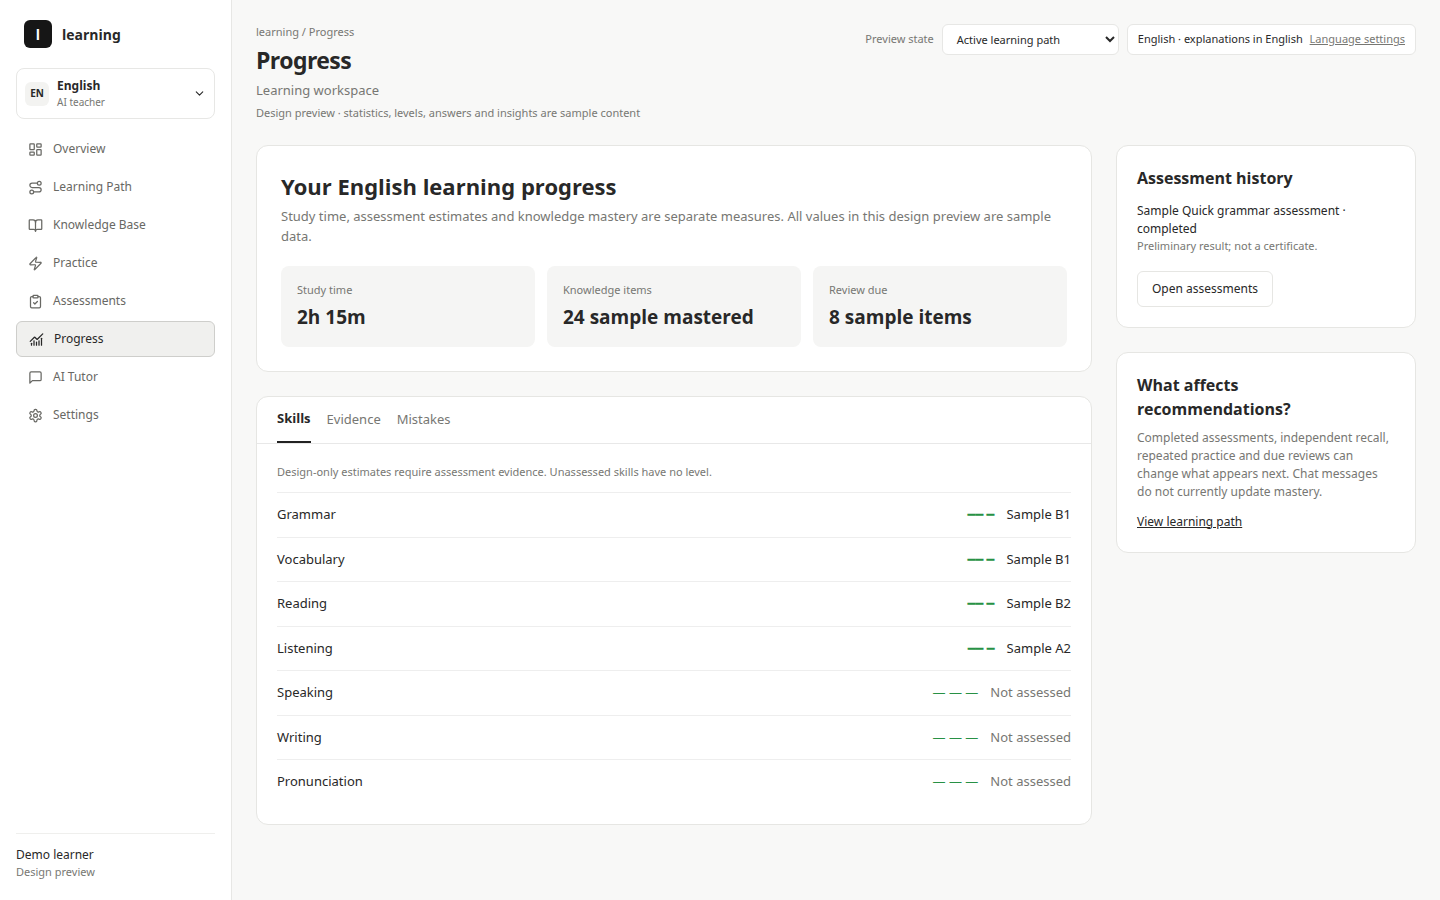 l learning
EN English
AI teacher
Overview
Learning Path
Knowledge Base
Practice
Assessments
Progress
AI Tutor
Settings
Demo learner
Design preview
learning / Progress
Progress
Learning workspace
Design preview · statistics, levels, answers and insights are sample content
Preview state Active learning path English · explanations in English Language settings
Your English learning progress
Study time, assessment estimates and knowledge mastery are separate measures. All values in this design preview are sample
data.
Study time
2h 15m
Knowledge items
24 sample mastered
Review due
8 sample items
Skills Evidence Mistakes
Design-only estimates require assessment evidence. Unassessed skills have no level.
Grammar Sample B1
Vocabulary Sample B1
Reading Sample B2
Listening Sample A2
Speaking — — — Not assessed
Writing — — — Not assessed
Pronunciation — — — Not assessed
Assessment history
Sample Quick grammar assessment ·
completed
Preliminary result; not a certificate.
Open assessments
What affects
recommendations?
Completed assessments, independent recall,
repeated practice and due reviews can
change what appears next. Chat messages
do not currently update mastery.
View learning path